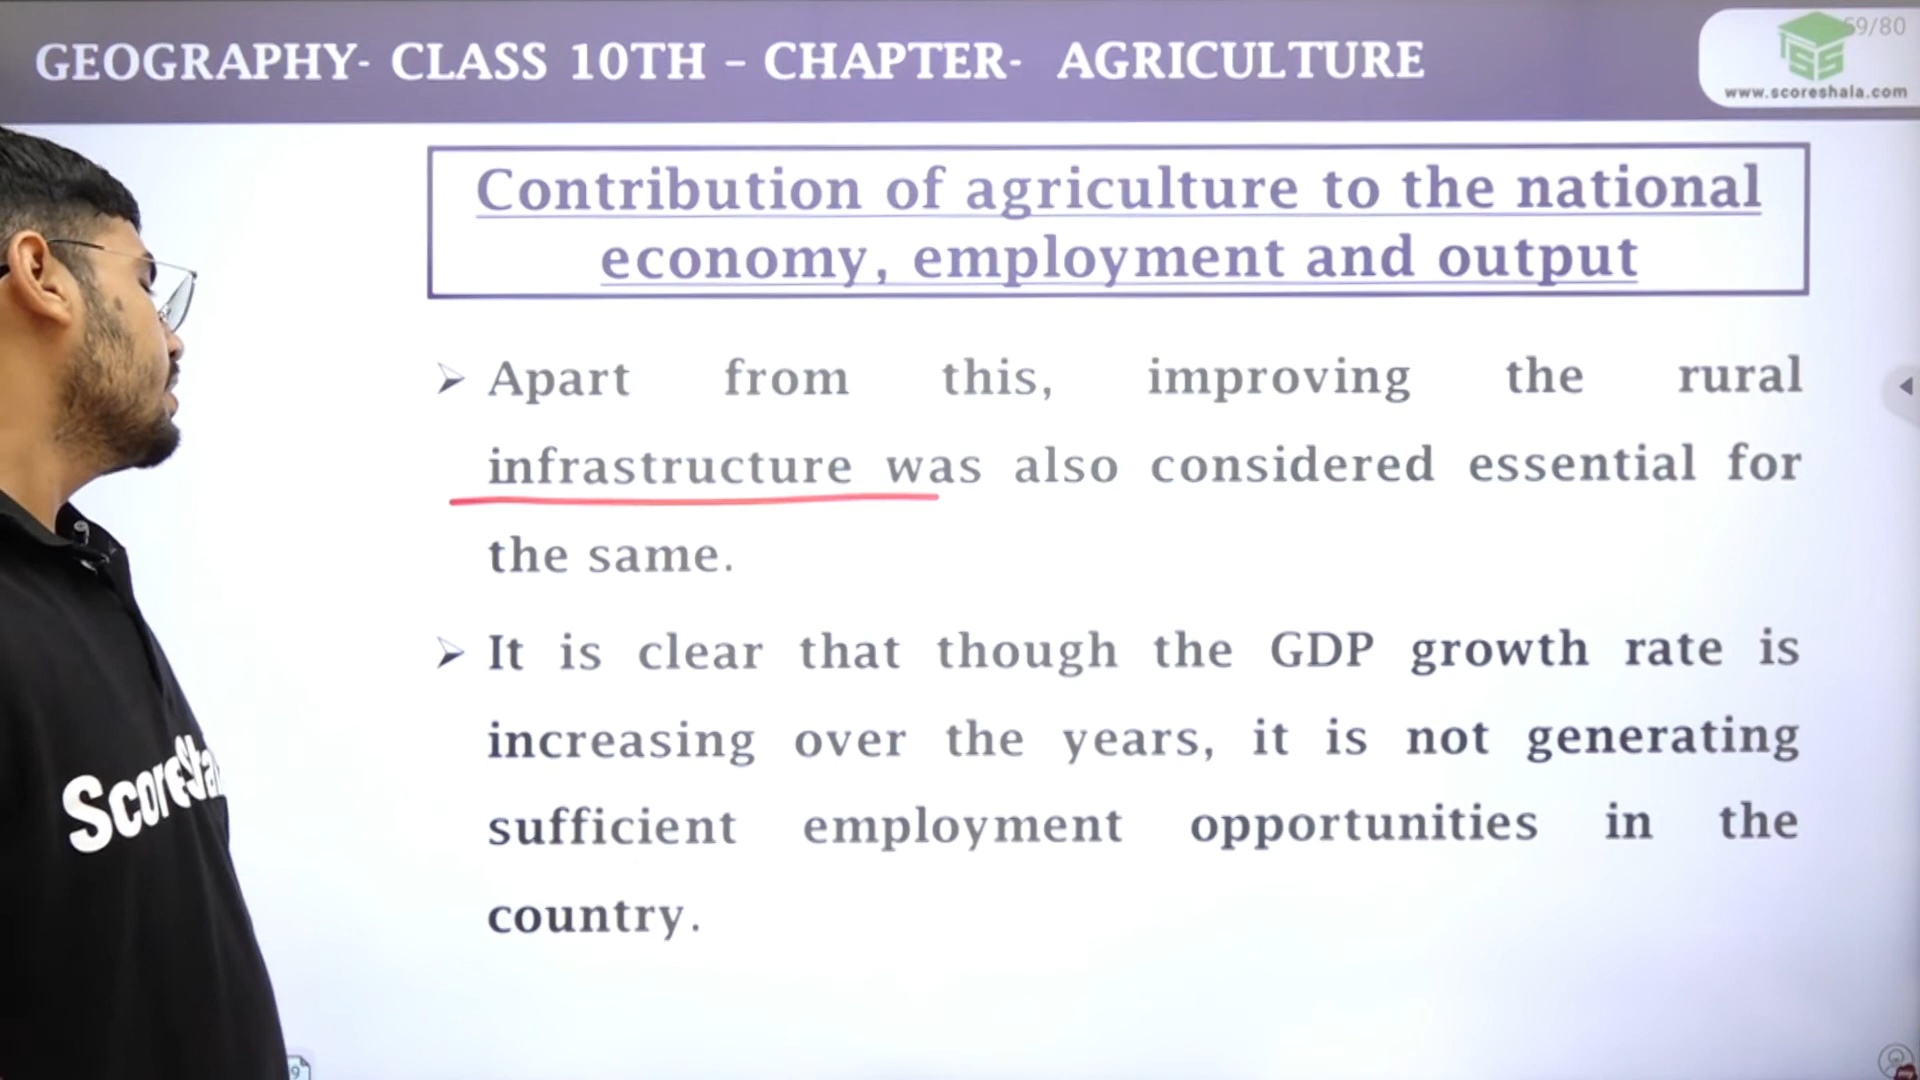 GEOGRAPHY- CLASS 10TH – CHAPTER- AGRICULTURE
59/80
www.scoreshala.com
Contribution of agriculture to the national
economy, employment and output
➢ Apart from this, improving the rural
infrastructure was also considered essential for
the same.
➢ It is clear that though the GDP growth rate is
increasing over the years, it is not generating
sufficient employment opportunities in the
country.
ScoreSha